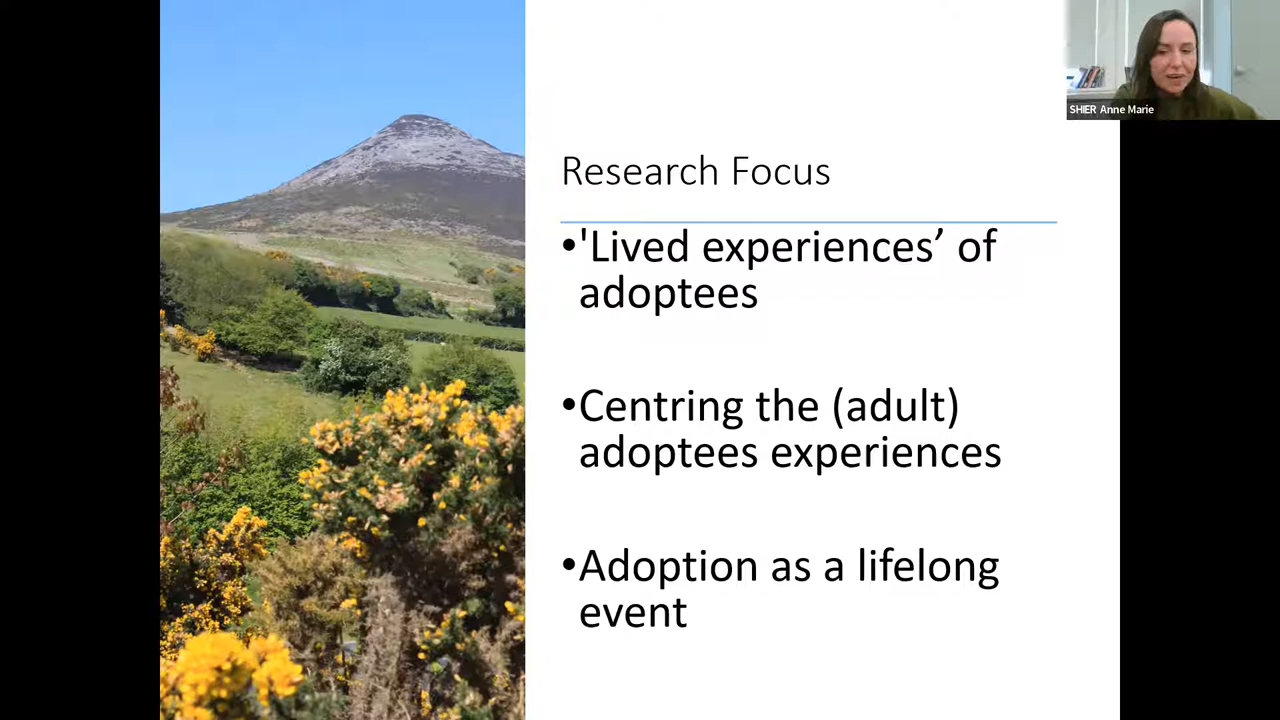 SHIER Anne Marie
Research Focus
•'Lived experiences’ of
adoptees
•Centring the (adult)
adoptees experiences
•Adoption as a lifelong
event